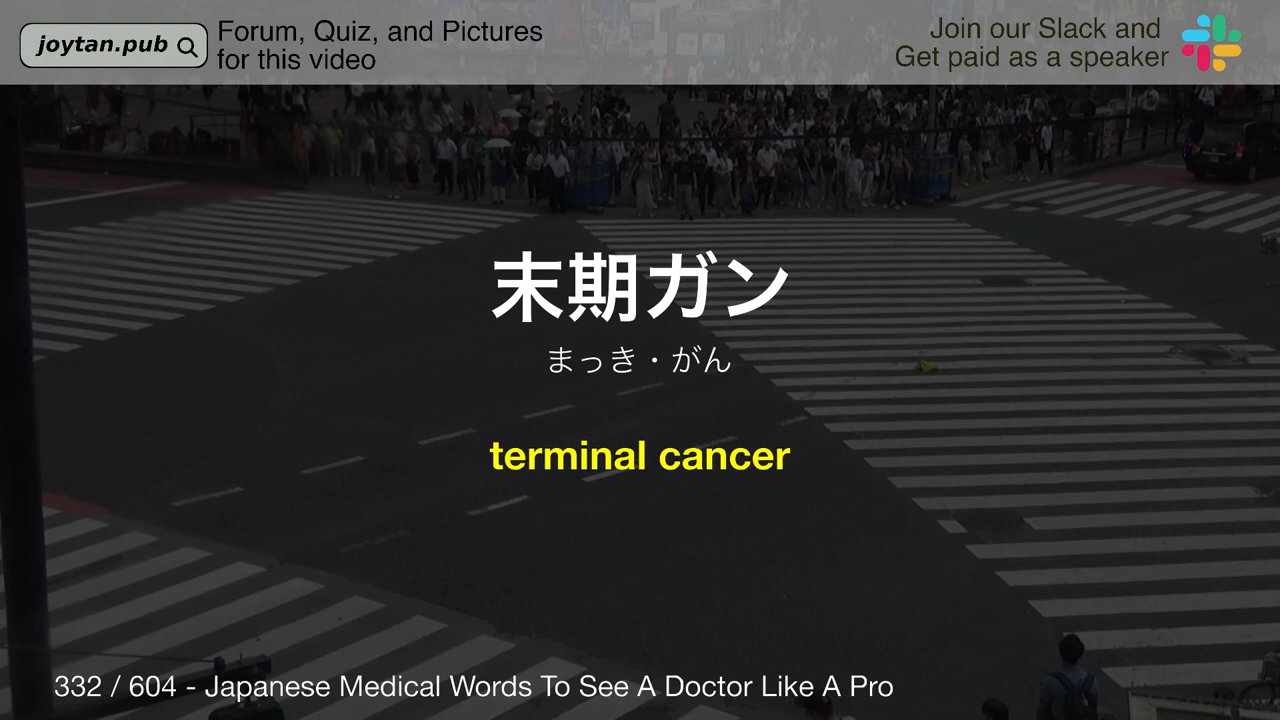 joytan.pub
Forum, Quiz, and Pictures
for this video
Join our Slack and
Get paid as a speaker
末期ガン
まっき・がん
terminal cancer
332 / 604 - Japanese Medical Words To See A Doctor Like A Pro